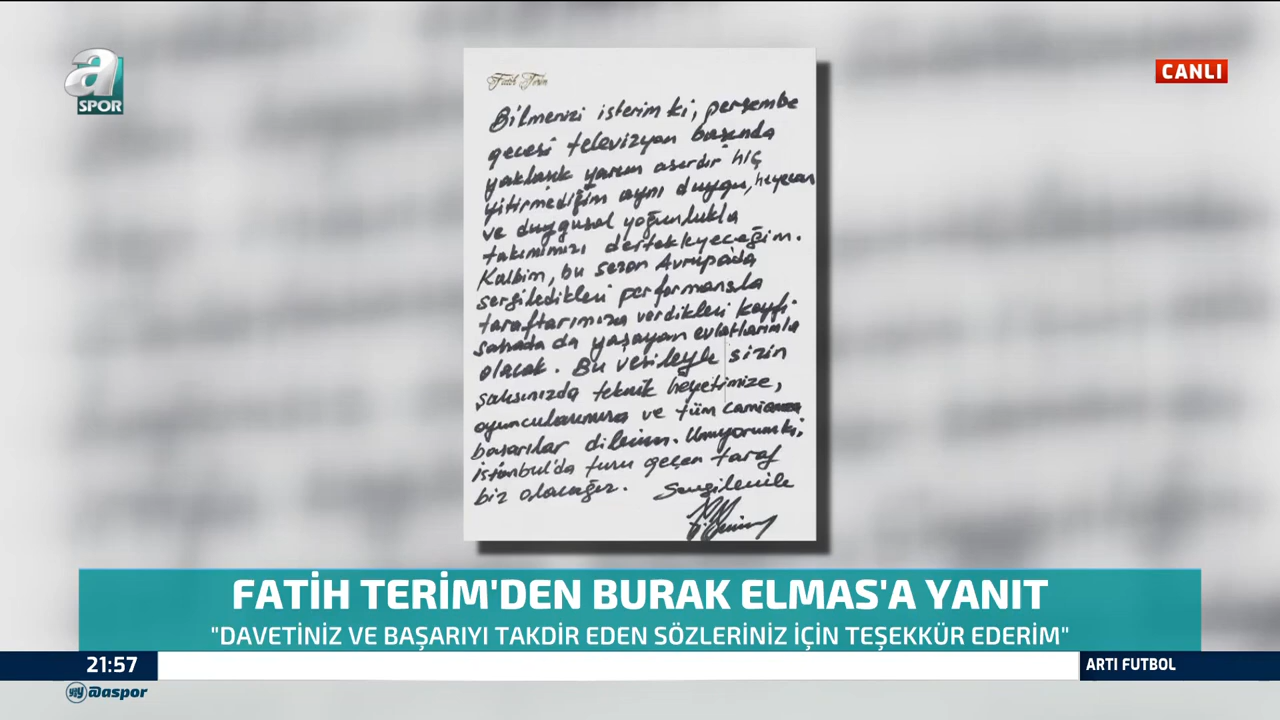 a
SPOR
CANLI
Fatih Terim
Bilmenizi isterim ki, perşembe
gecesi televizyon başında
yaklaşık yarım asırdır hiç
yitirmediğim aynı duygu, heyecan
ve duygusal yoğunlukla
takımımızı destekleyeceğim.
Kalbim, bu sezon Avrupa'da
sergiledikleri performansla
taraftarımıza verdikleri keyfi
sahada da yaşayan evlatlarımla
olacak. Bu vesileyle sizin
şahsınızda teknik heyetimize,
oyuncularımıza ve tüm camiamıza
başarılar dilerim. Umuyorum ki,
İstanbul'da turu geçen taraf
biz olacağız. Sevgilerimle
FATİH TERİM'DEN BURAK ELMAS'A YANIT
"DAVETİNİZ VE BAŞARIYI TAKDİR EDEN SÖZLERİNİZ İÇİN TEŞEKKÜR EDERİM"
21:57
ARTI FUTBOL
@aspor